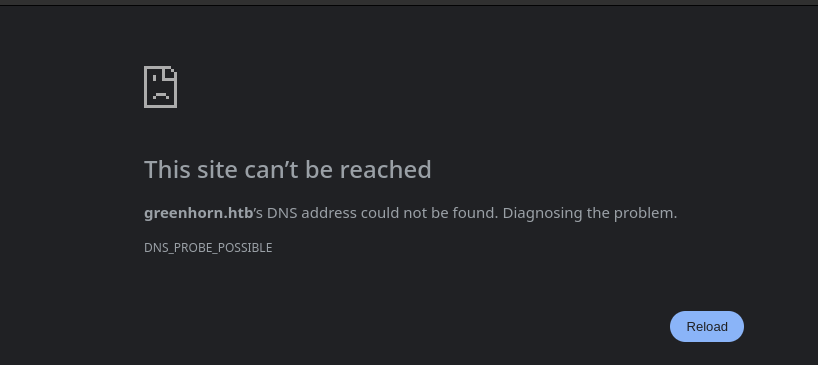 This site can’t be reached
greenhorn.htb’s DNS address could not be found. Diagnosing the problem.
DNS_PROBE_POSSIBLE
Reload